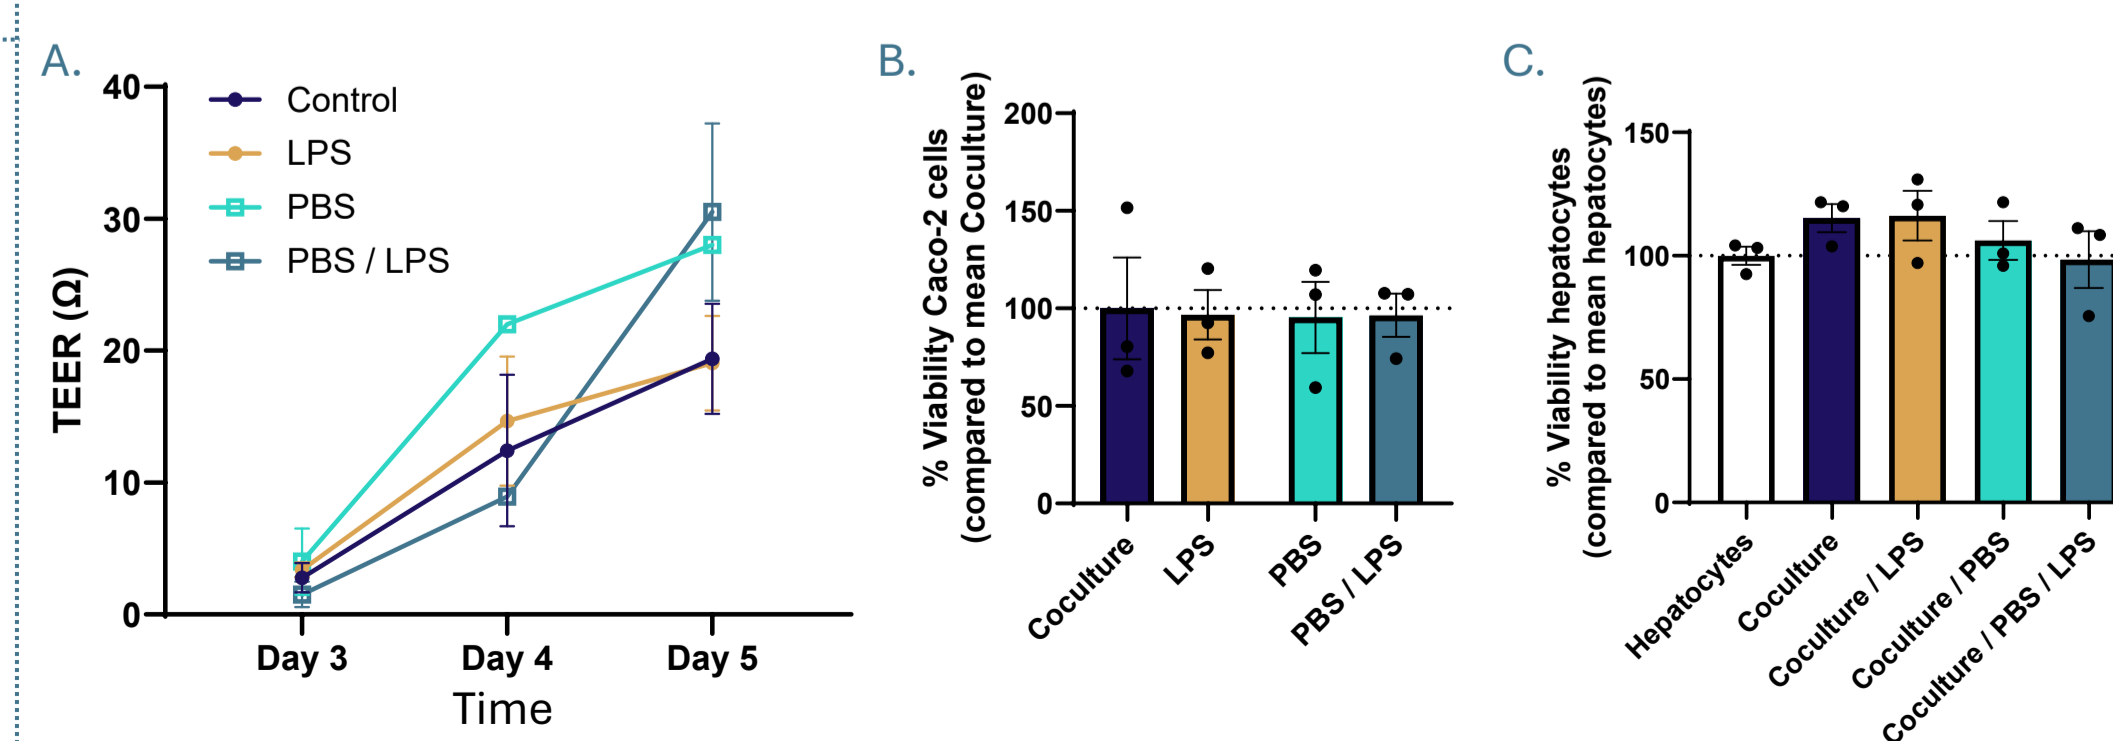 A.
40
30
20
10
0
TEER (Ω)
Control
LPS
PBS
PBS / LPS
Day 3
Day 4
Day 5
Time
B.
% Viability Caco-2 cells
(compared to mean Coculture)
200
150
100
50
0
Coculture
LPS
PBS
PBS / LPS
C.
% Viability hepatocytes
(compared to mean hepatocytes)
150
100
50
0
Hepatocytes
Coculture
Coculture / LPS
Coculture / PBS
Coculture / PBS / LPS